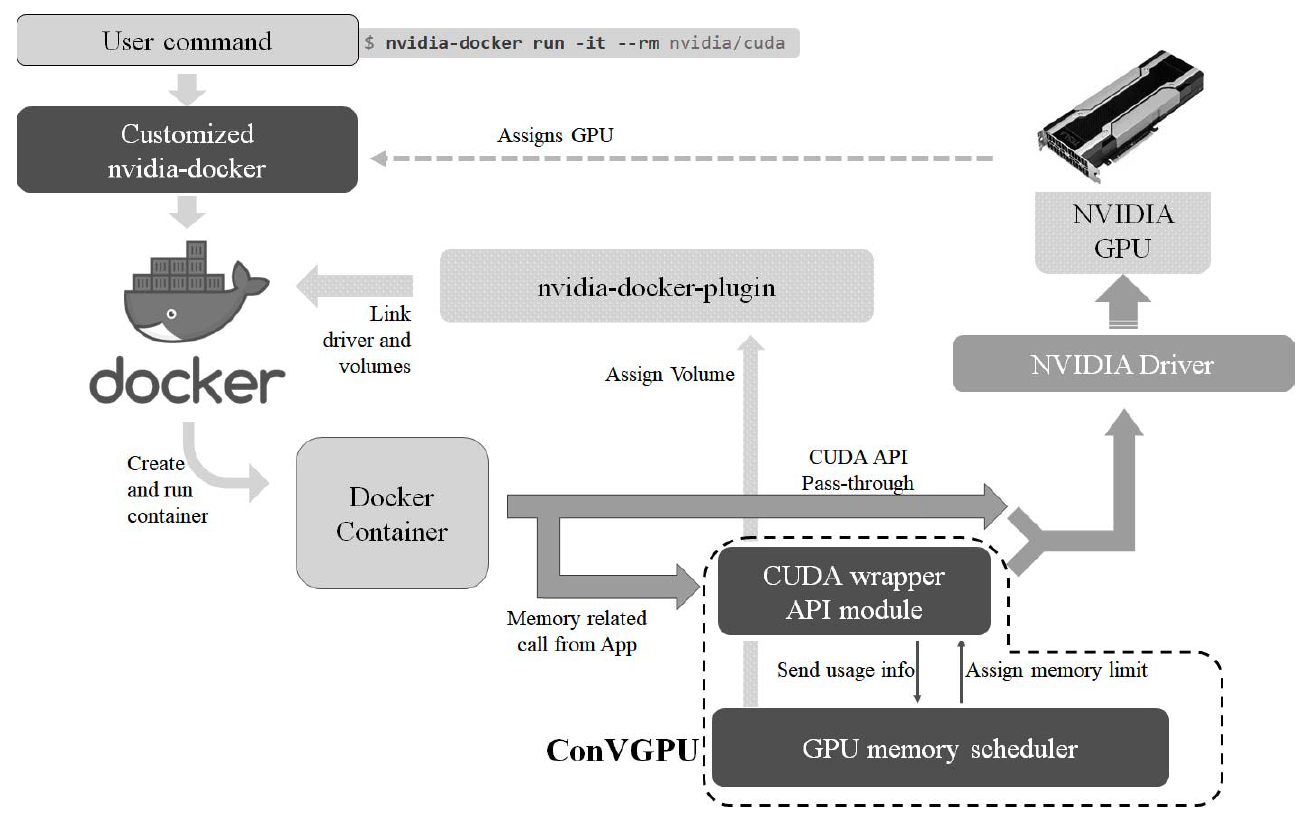 User command
$ nvidia-docker run -it --rm nvidia/cuda
Customized
nvidia-docker
Assigns GPU
NVIDIA
GPU
nvidia-docker-plugin
Link
driver and
volumes
docker
Assign Volume
NVIDIA Driver
Create
and run
container
Docker
Container
CUDA API
Pass-through
CUDA wrapper
API module
Memory related
call from App
Send usage info
Assign memory limit
ConVGPU
GPU memory scheduler